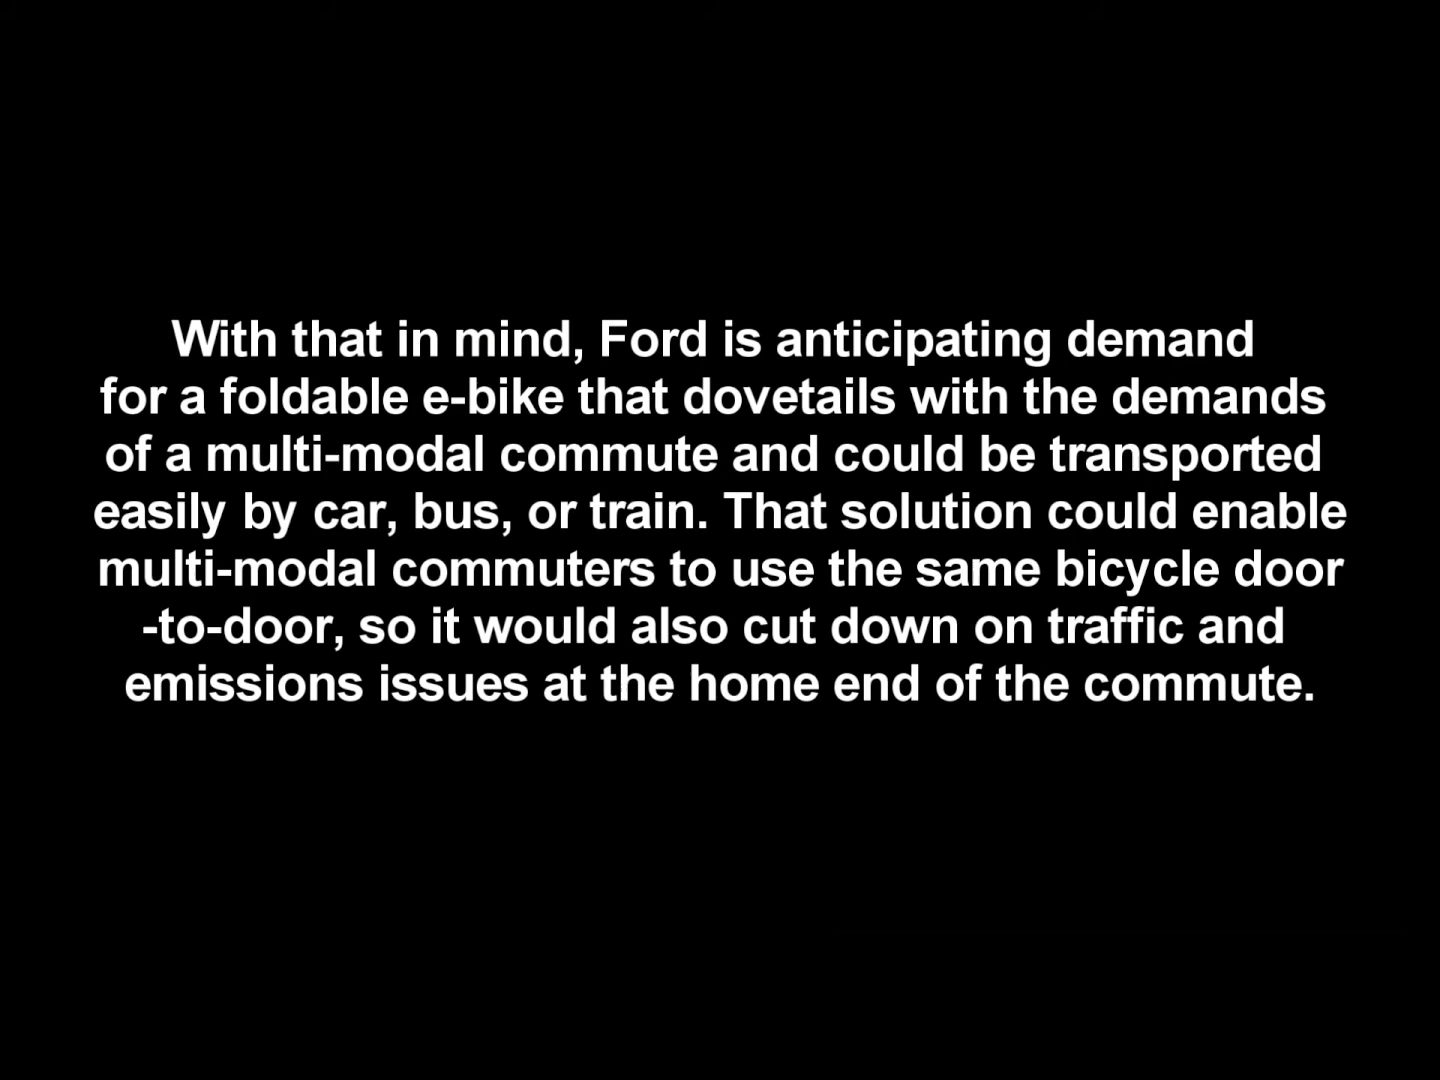 With that in mind, Ford is anticipating demand
for a foldable e-bike that dovetails with the demands
of a multi-modal commute and could be transported
easily by car, bus, or train. That solution could enable
multi-modal commuters to use the same bicycle door
-to-door, so it would also cut down on traffic and
emissions issues at the home end of the commute.